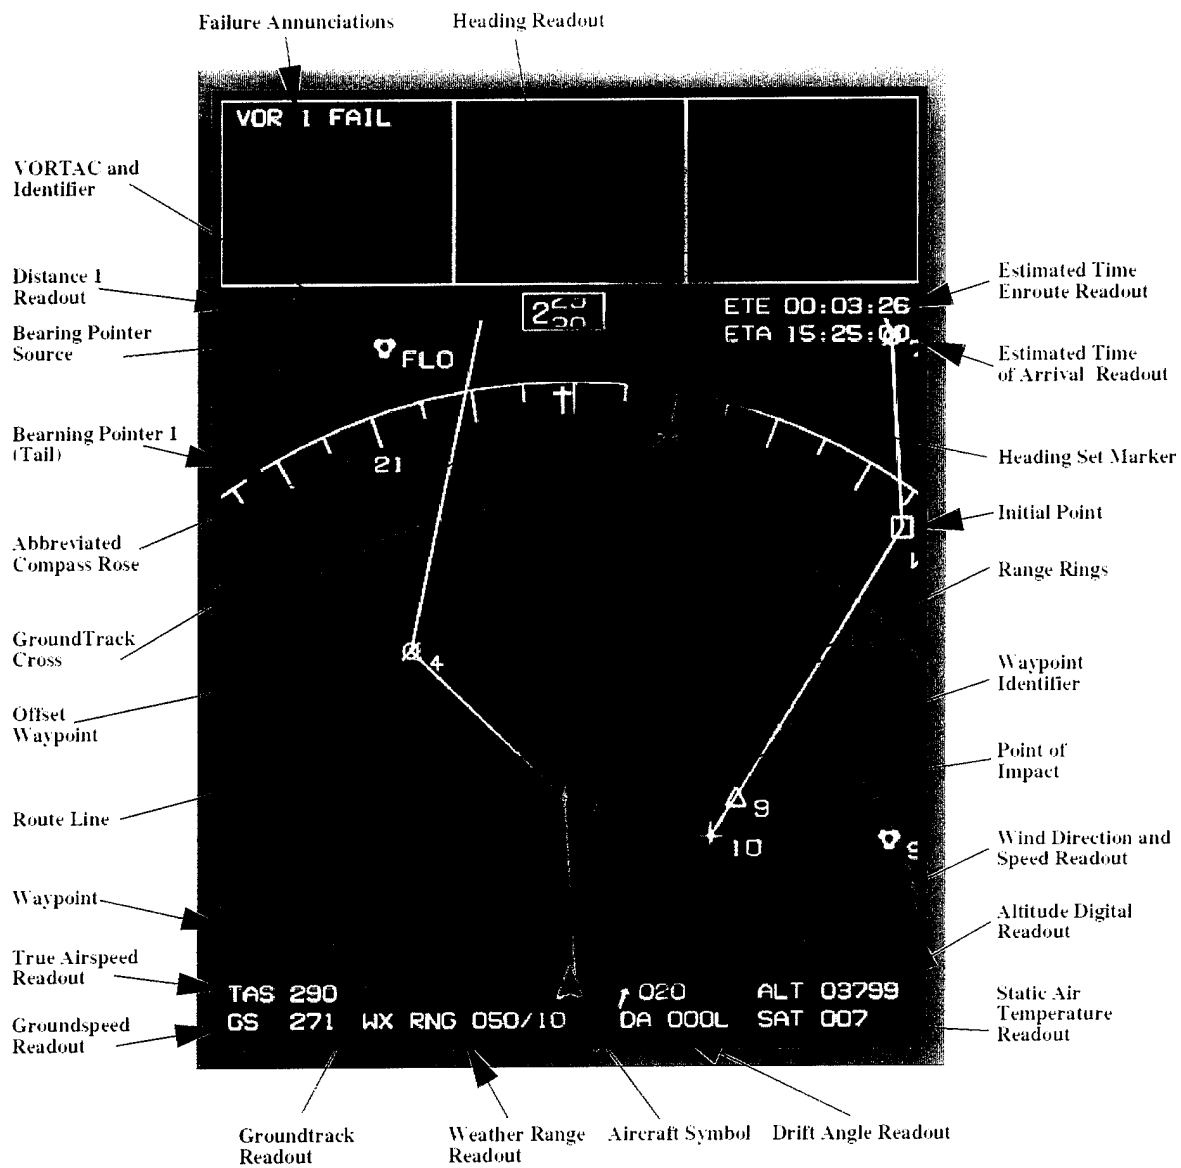 Failure Annunciations
Heading Readout
VOR 1 FAIL
VORTAC and
Identifier
Distance 1
Readout
Bearing Pointer
Source
Bearning Pointer 1
(Tail)
Abbreviated
Compass Rose
GroundTrack
Cross
Offset
Waypoint
Route Line
Waypoint
True Airspeed
Readout
Groundspeed
Readout
ETE 00:03:26
ETA 15:25:00
FLO
21
4
9
10
TAS 290
GS 271 WX RNG 050/10
020
DA 000L
ALT 03799
SAT 007
Estimated Time
Enroute Readout
Estimated Time
of Arrival Readout
Heading Set Marker
Initial Point
Range Rings
Waypoint
Identifier
Point of
Impact
Wind Direction and
Speed Readout
Altitude Digital
Readout
Static Air
Temperature
Readout
Groundtrack
Readout
Weather Range
Readout
Aircraft Symbol
Drift Angle Readout